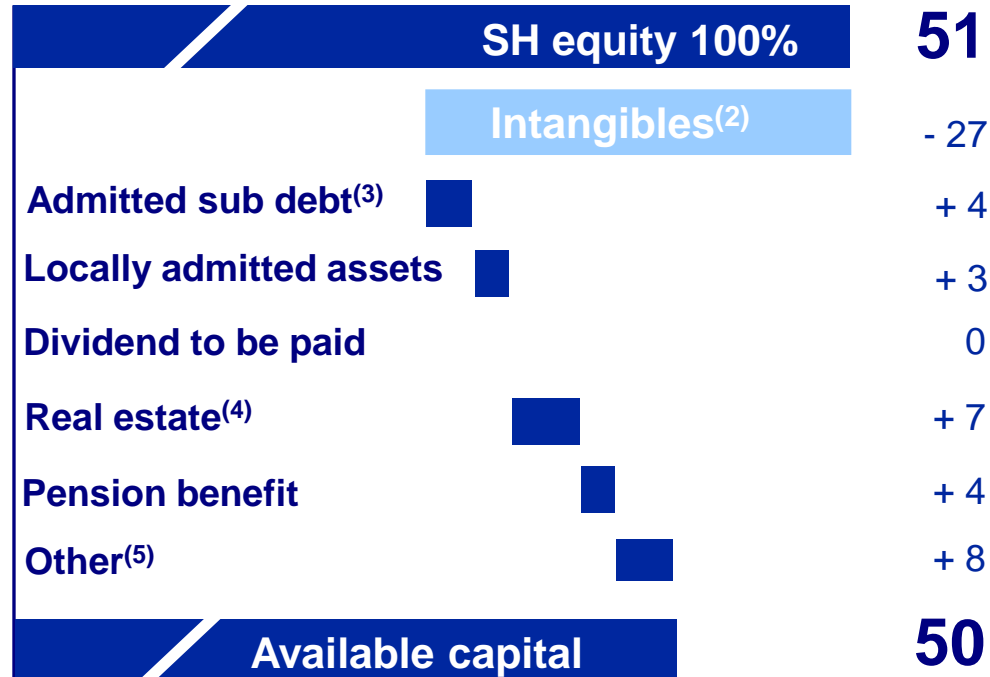 SH equity 100% 51
Intangibles(2) - 27
Admitted sub debt(3) + 4
Locally admitted assets + 3
Dividend to be paid 0
Real estate(4) + 7
Pension benefit + 4
Other(5) + 8
Available capital 50